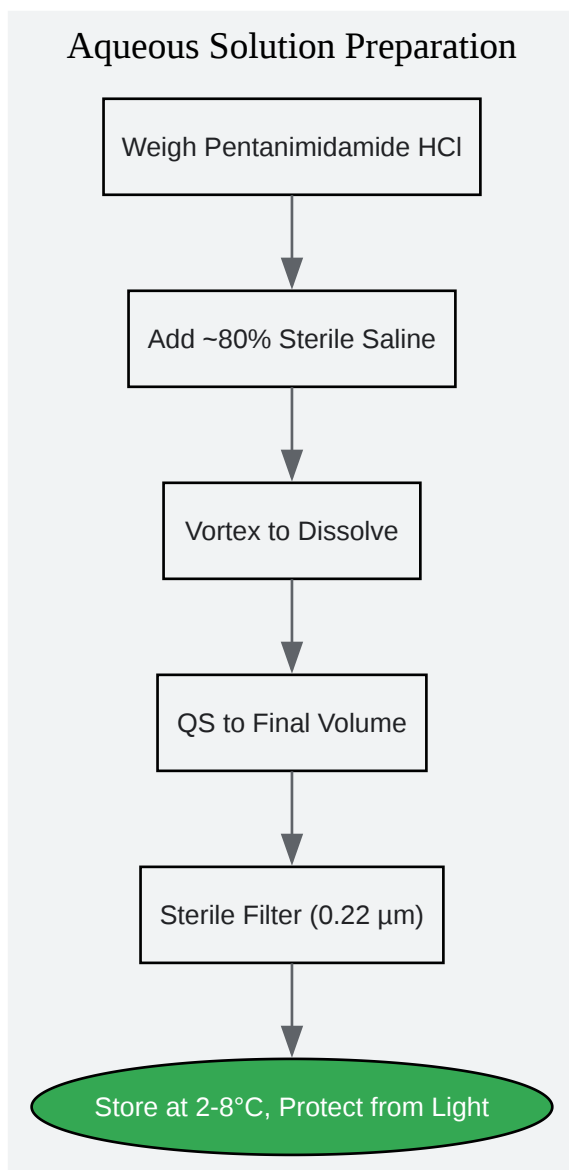 Aqueous Solution Preparation
Weigh Pentanimidamide HCl
Add ~80% Sterile Saline
Vortex to Dissolve
QS to Final Volume
Sterile Filter (0.22 µm)
Store at 2-8°C, Protect from Light